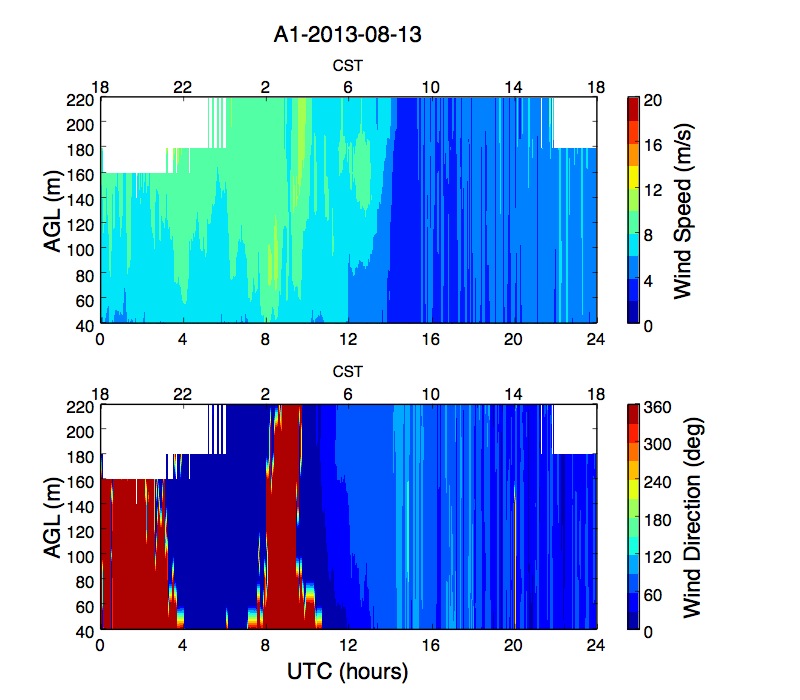 A1-2013-08-13
CST
18 22 2 6 10 14 18
220
200
180
160
140
120
100
80
60
40
AGL (m)
0 4 8 12 16 20 24
20
16
12
8
4
0
Wind Speed (m/s)
CST
18 22 2 6 10 14 18
220
200
180
160
140
120
100
80
60
40
AGL (m)
0 4 8 12 16 20 24
UTC (hours)
360
300
240
180
120
60
0
Wind Direction (deg)